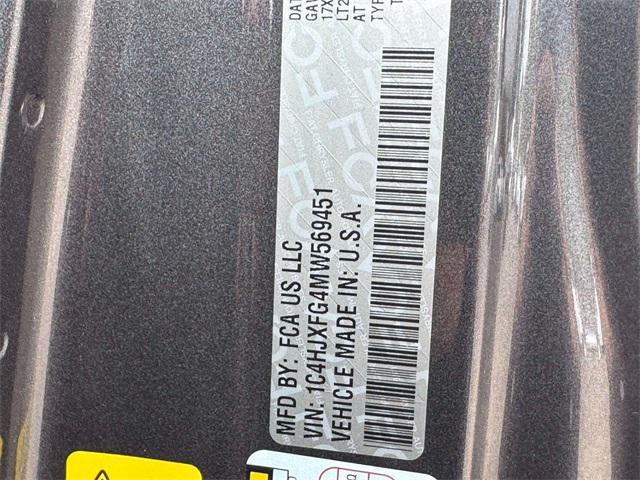 MFD BY: FCA US LLC
VIN: 1C4HJXFG4MW569451
VEHICLE MADE IN: U.S.A.